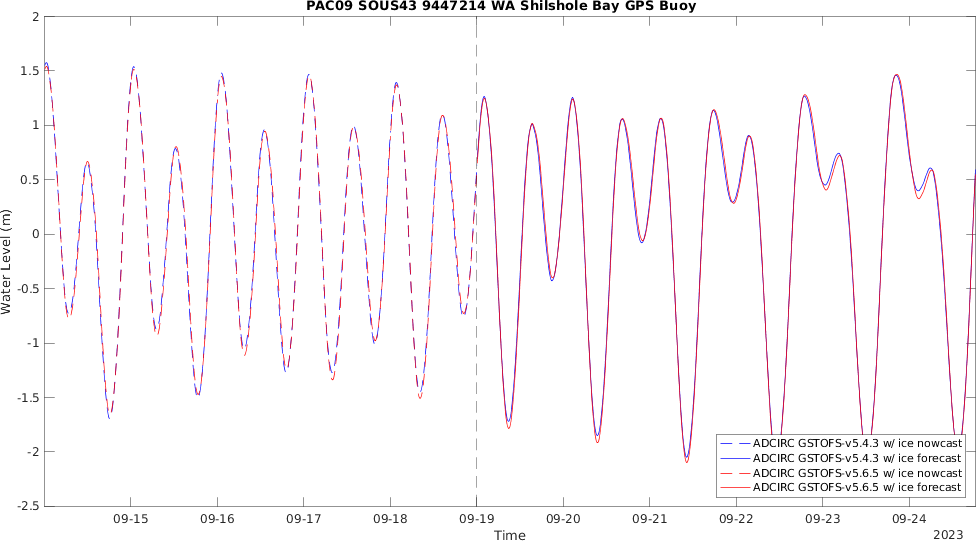 PAC09 SOUS43 9447214 WA Shilshole Bay GPS Buoy
2
1.5
1
0.5
0
-0.5
-1
-1.5
-2
-2.5
Water Level (m)
ADCIRC GSTOFS-v5.4.3 w/ ice nowcast
ADCIRC GSTOFS-v5.4.3 w/ ice forecast
ADCIRC GSTOFS-v5.6.5 w/ ice nowcast
ADCIRC GSTOFS-v5.6.5 w/ ice forecast
09-15 09-16 09-17 09-18 09-19 09-20 09-21 09-22 09-23 09-24
Time
2023